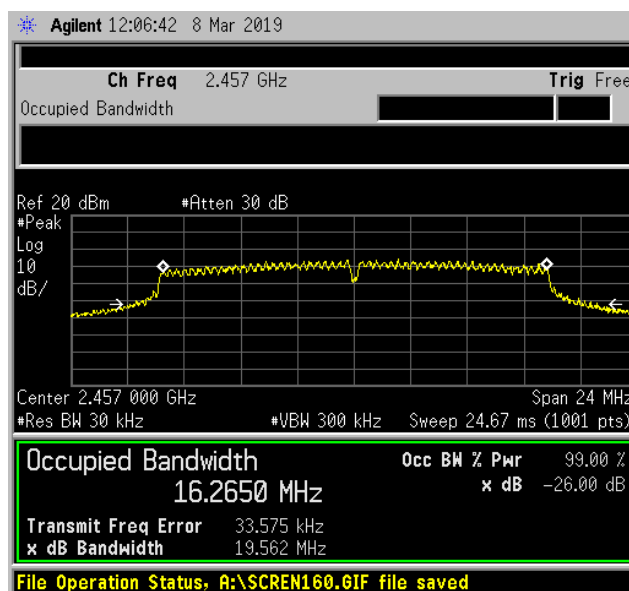 Agilent 12:06:42 8 Mar 2019
Ch Freq 2.457 GHz Trig Free
Occupied Bandwidth
Ref 20 dBm #Atten 30 dB
#Peak
Log
10
dB/
Center 2.457 000 GHz Span 24 MHz
#Res BW 30 kHz #VBW 300 kHz Sweep 24.67 ms (1001 pts)
Occupied Bandwidth Occ BW % Pwr 99.00 %
16.2650 MHz x dB -26.00 dB
Transmit Freq Error 33.575 kHz
x dB Bandwidth 19.562 MHz
File Operation Status, A:\SCREN160.GIF file saved